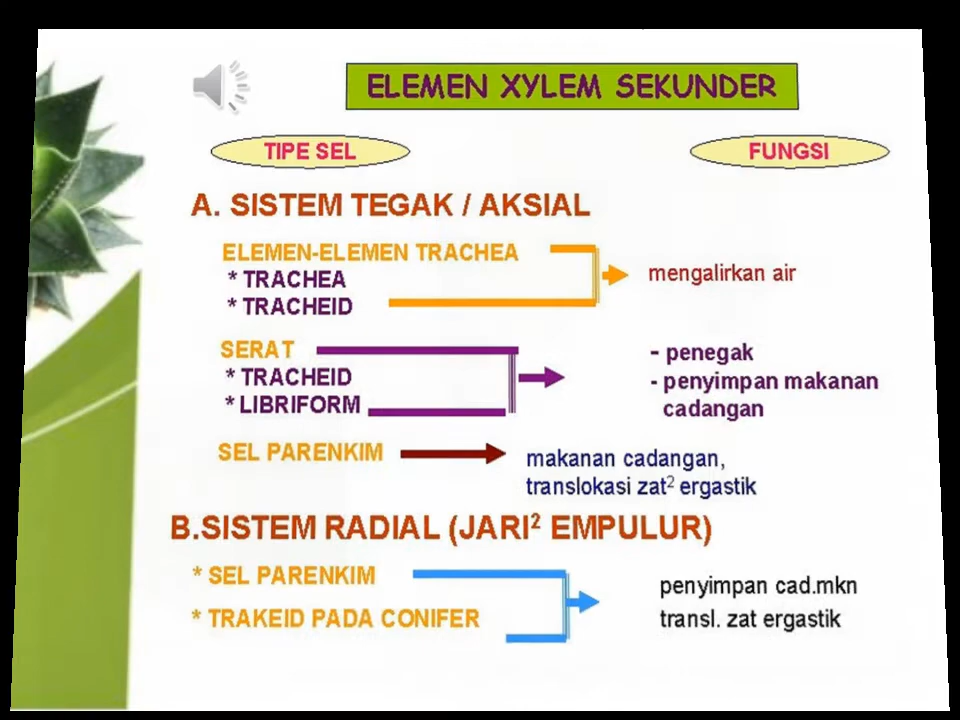 ELEMEN XYLEM SEKUNDER
TIPE SEL
FUNGSI
A. SISTEM TEGAK / AKSIAL
ELEMEN-ELEMEN TRACHEA
* TRACHEA
* TRACHEID
mengalirkan air
SERAT
* TRACHEID
* LIBRIFORM
- penegak
- penyimpan makanan
cadangan
SEL PARENKIM
makanan cadangan,
translokasi zat² ergastik
B.SISTEM RADIAL (JARI² EMPULUR)
* SEL PARENKIM
* TRAKEID PADA CONIFER
penyimpan cad.mkn
transl. zat ergastik